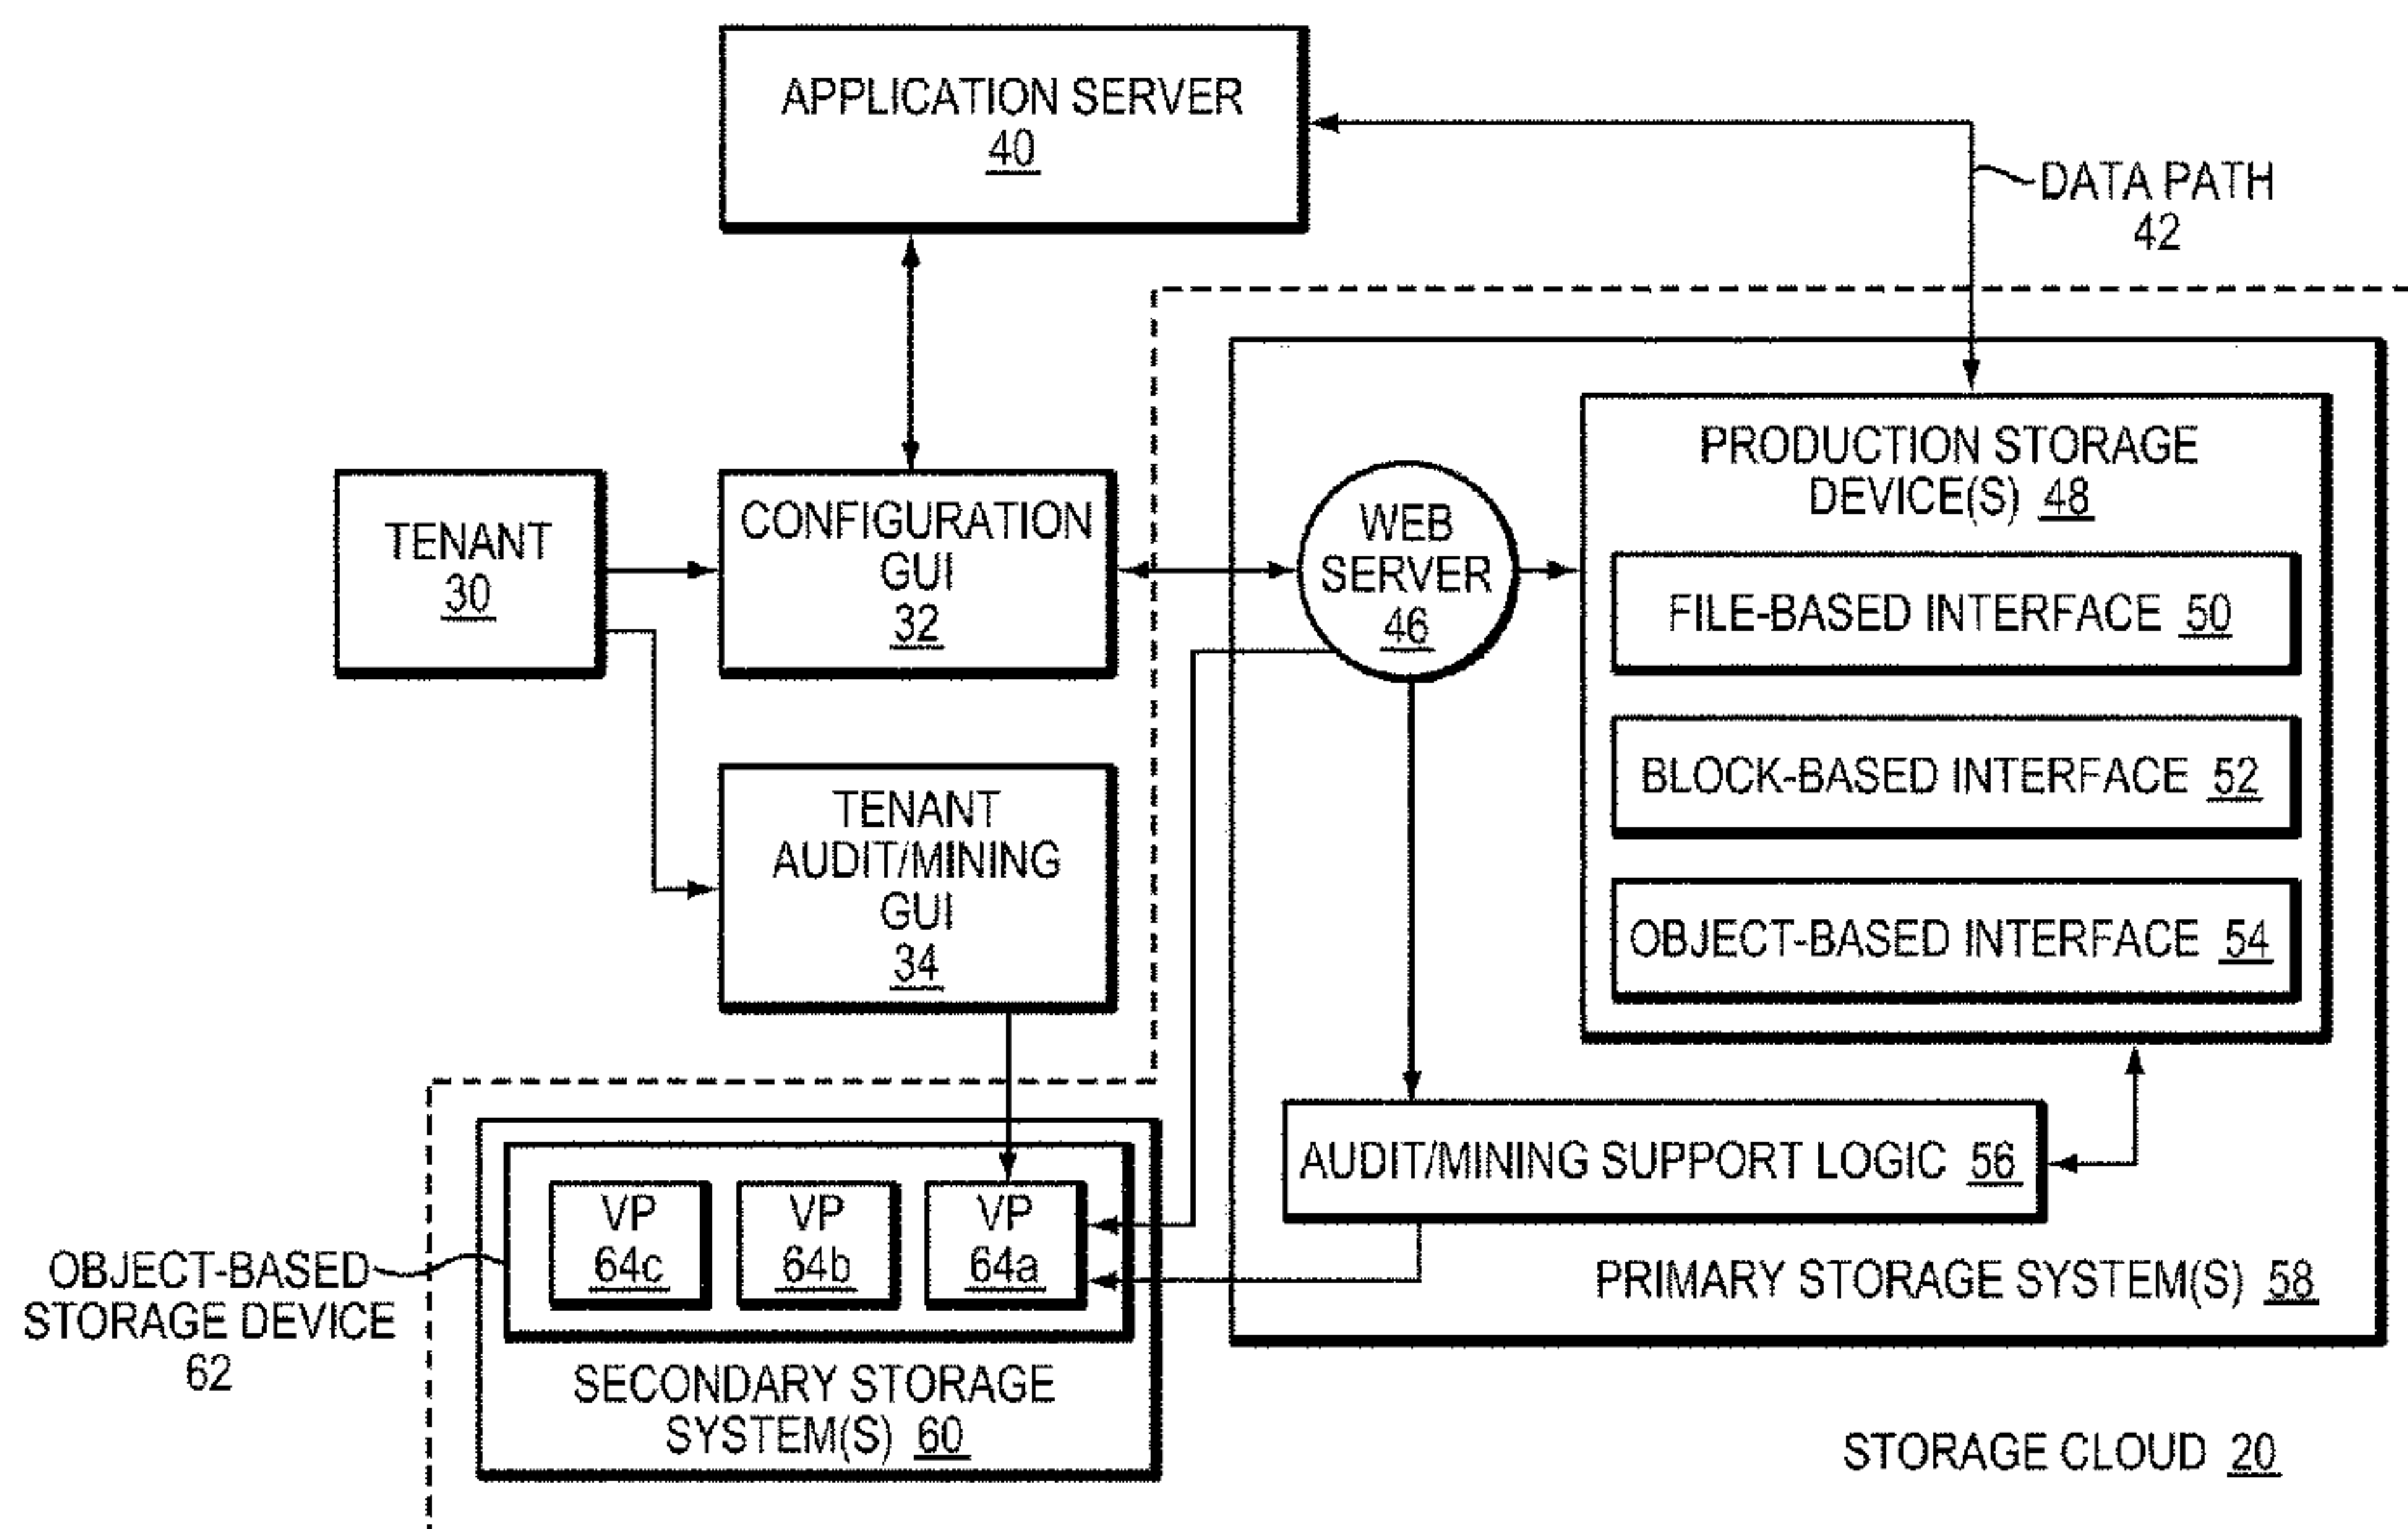 APPLICATION SERVER
40
DATA PATH
42
TENANT
30
CONFIGURATION
GUI
32
WEB
SERVER
46
PRODUCTION STORAGE
DEVICE(S) 48
FILE-BASED INTERFACE 50
BLOCK-BASED INTERFACE 52
OBJECT-BASED INTERFACE 54
TENANT
AUDIT/MINING
GUI
34
AUDIT/MINING SUPPORT LOGIC 56
PRIMARY STORAGE SYSTEM(S) 58
VP
64c
VP
64b
VP
64a
OBJECT-BASED
STORAGE DEVICE
62
SECONDARY STORAGE
SYSTEM(S) 60
STORAGE CLOUD 20